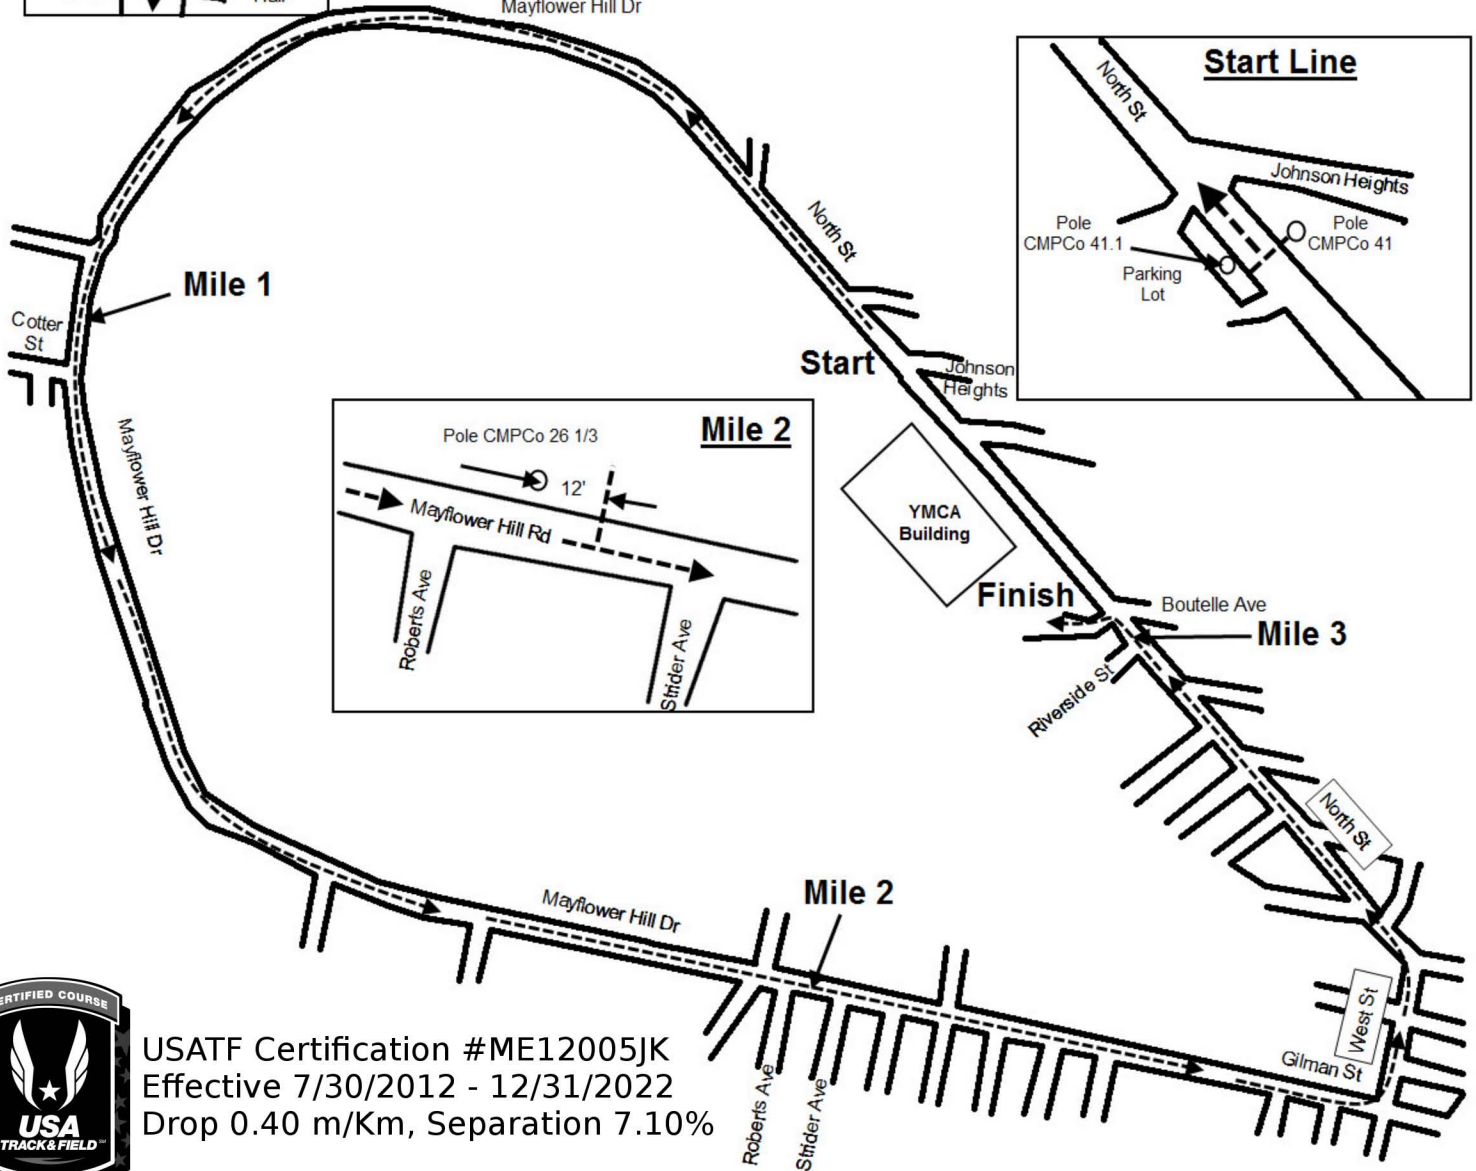 Mayflower Hill Dr
Start Line
North St
Johnson Heights
Pole
CMPCo 41.1
Pole
CMPCo 41
Parking
Lot
North St
Mile 1
Cotter
St
Start
Johnson
Heights
Mayflower Hill Dr
Pole CMPCo 26 1/3
Mile 2
12'
Mayflower Hill Rd
Roberts Ave
Strider Ave
YMCA
Building
Finish
Boutelle Ave
Mile 3
Riverside St
North St
Mile 2
Mayflower Hill Dr
West St
Gilman St
Roberts Ave
Strider Ave
CERTIFIED COURSE
USA
TRACK & FIELD
USATF Certification #ME12005JK
Effective 7/30/2012 - 12/31/2022
Drop 0.40 m/Km, Separation 7.10%